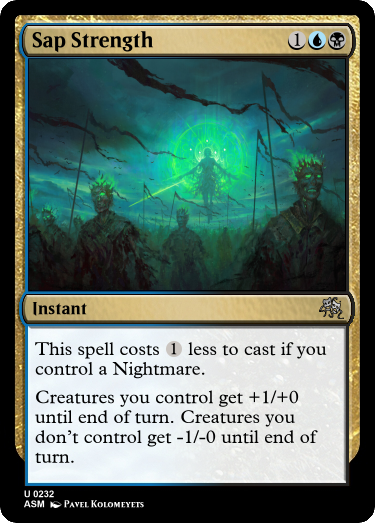 Sap Strength 1
Instant
This spell costs 1 less to cast if you
control a Nightmare.
Creatures you control get +1/+0
until end of turn. Creatures you
don't control get -1/-0 until end of
turn.
U 0232
ASM Pavel Kolomeyets